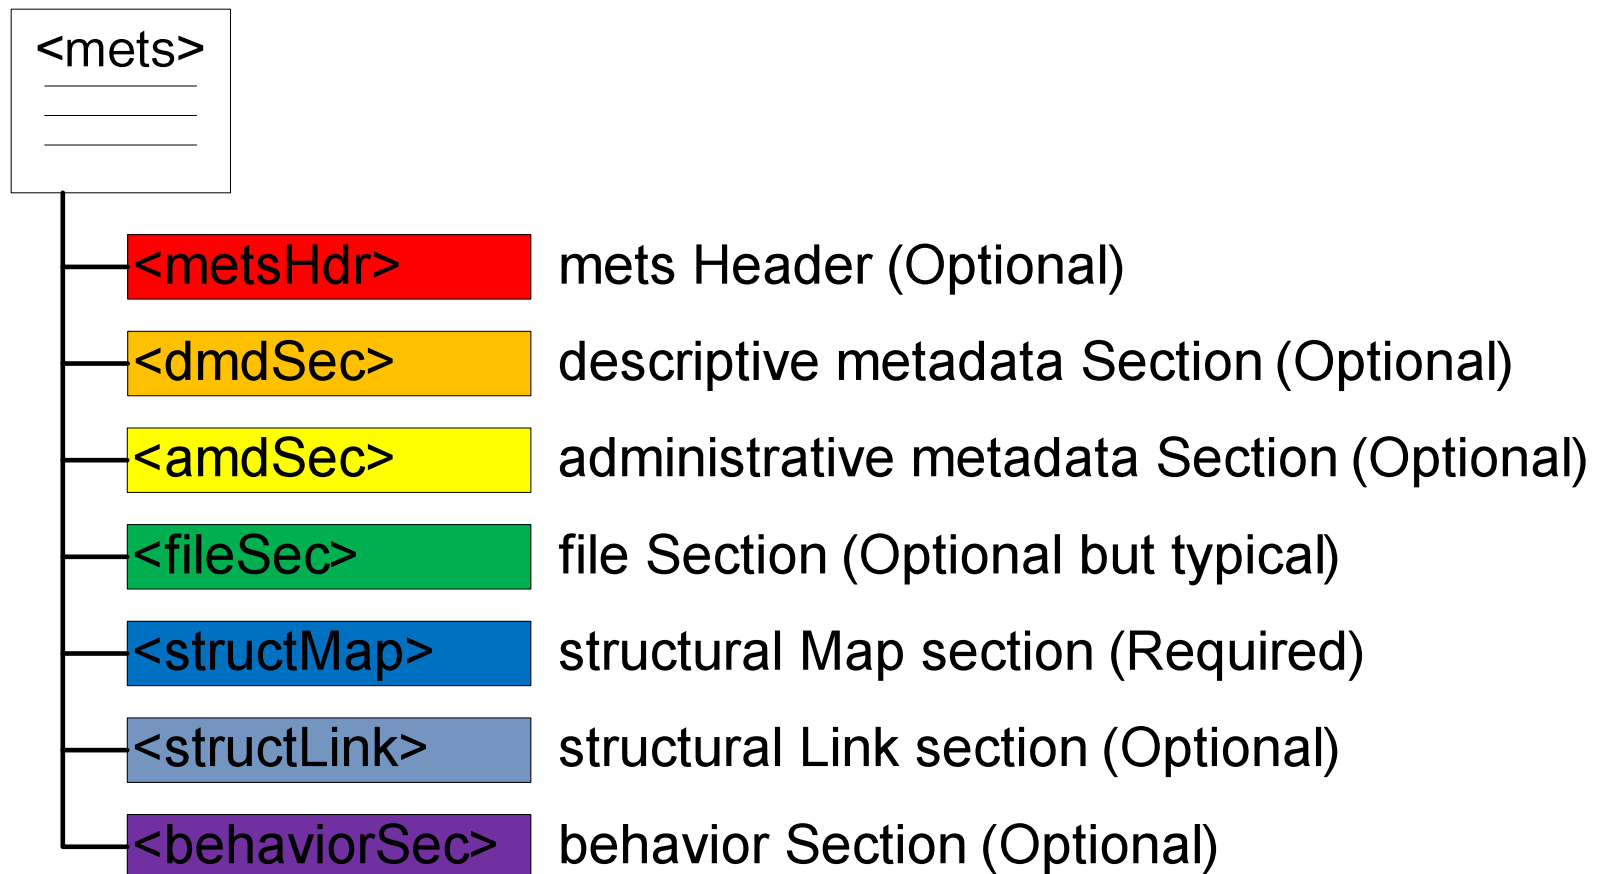 <mets>
<metsHdr> mets Header (Optional)
<dmdSec> descriptive metadata Section (Optional)
<amdSec> administrative metadata Section (Optional)
<fileSec> file Section (Optional but typical)
<structMap> structural Map section (Required)
<structLink> structural Link section (Optional)
<behaviorSec> behavior Section (Optional)